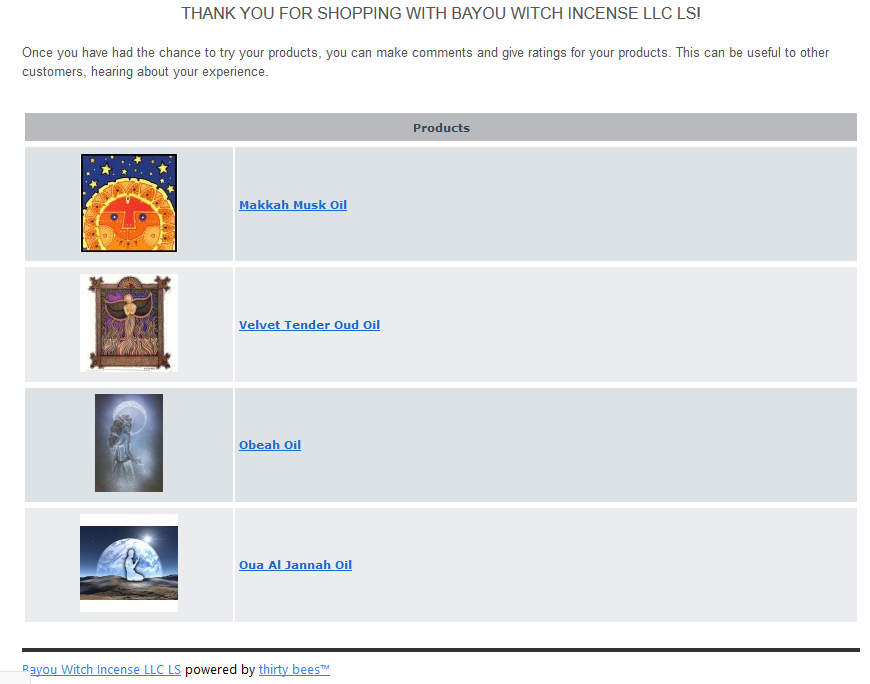 THANK YOU FOR SHOPPING WITH BAYOU WITCH INCENSE LLC LS!
Once you have had the chance to try your products, you can make comments and give ratings for your products. This can be useful to other
customers, hearing about your experience.
Products
Makkah Musk Oil
Velvet Tender Oud Oil
Obeah Oil
Oua Al Jannah Oil
Bayou Witch Incense LLC LS powered by thirty bees™